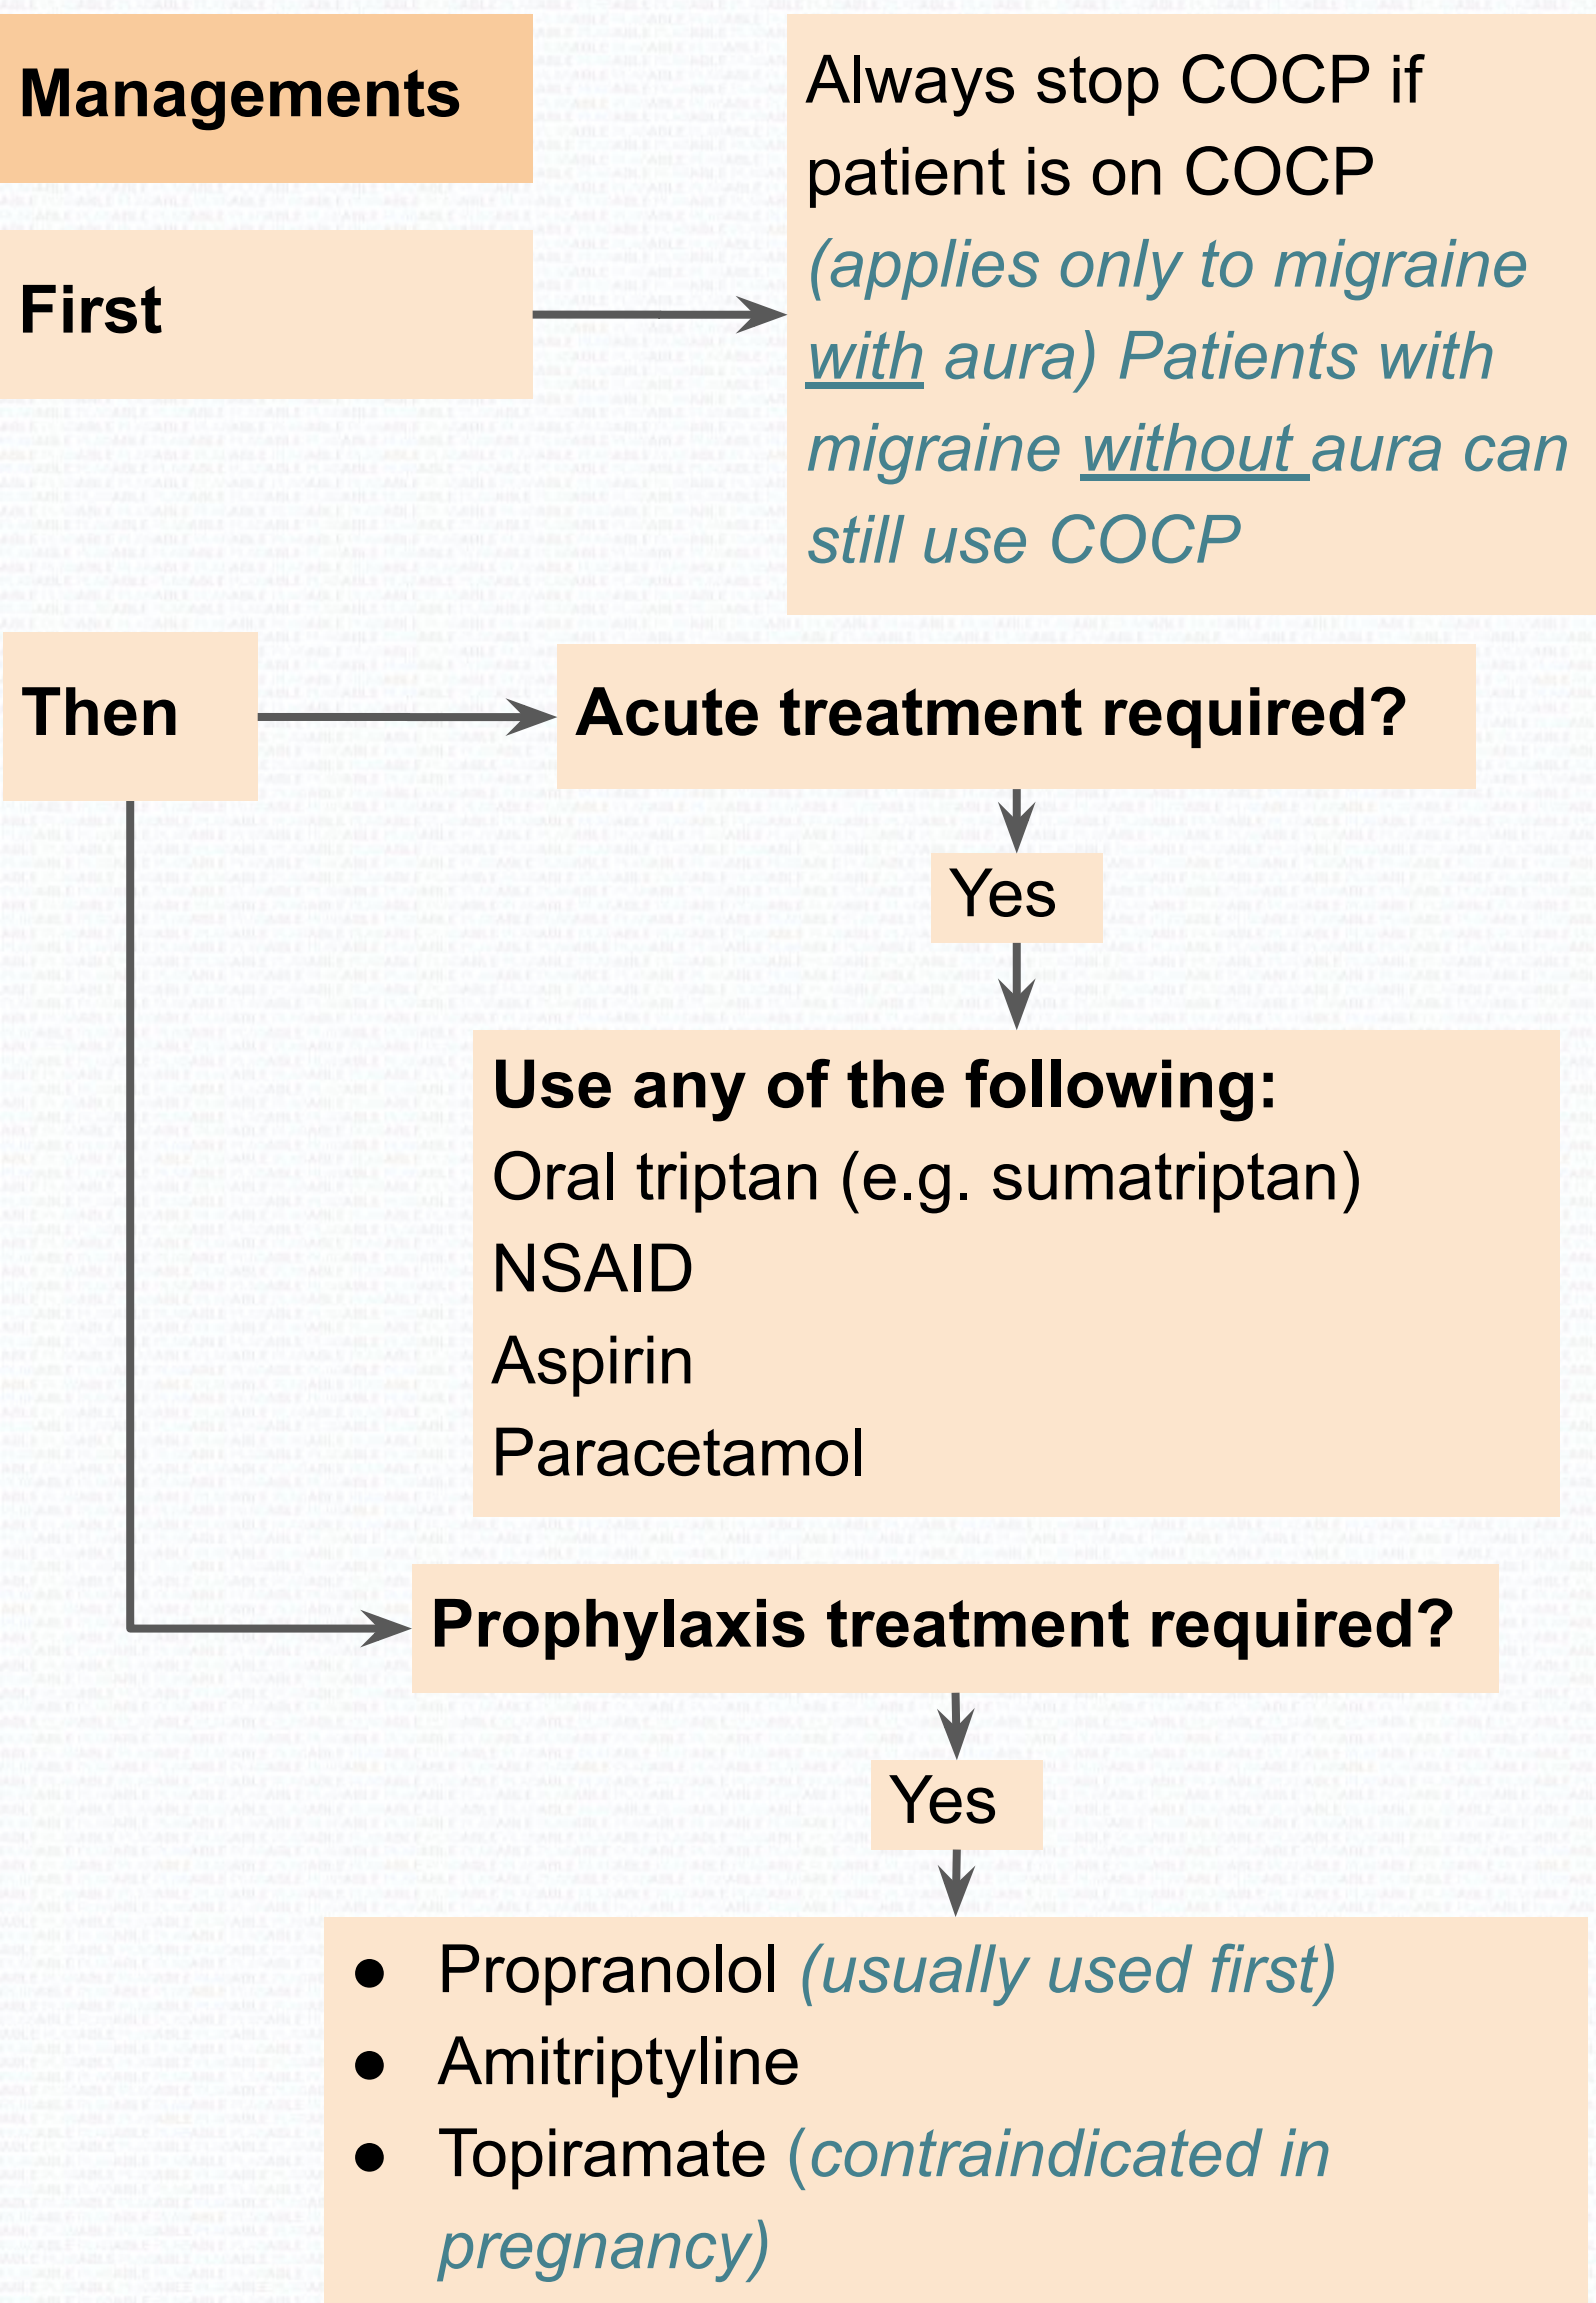 Managements
Always stop COCP if
patient is on COCP
(applies only to migraine
with aura) Patients with
migraine without aura can
still use COCP
First
Then
Acute treatment required?
Yes
Use any of the following:
Oral triptan (e.g. sumatriptan)
NSAID
Aspirin
Paracetamol
Prophylaxis treatment required?
Yes
● Propranolol (usually used first)
● Amitriptyline
● Topiramate (contraindicated in
pregnancy)